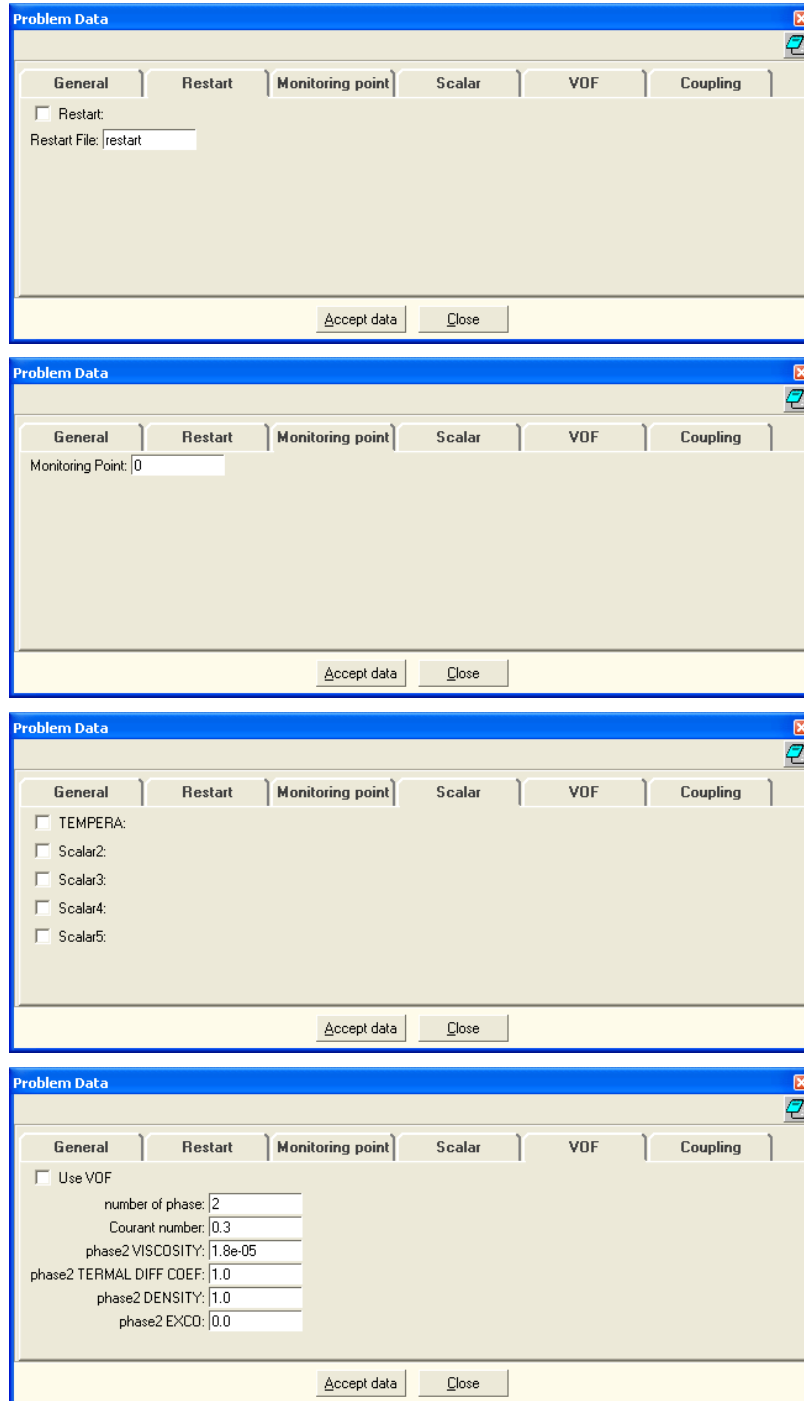 Problem Data
General Restart Monitoring point Scalar VOF Coupling
Restart:
Restart File: restart
Accept data Close
Problem Data
General Restart Monitoring point Scalar VOF Coupling
Monitoring Point: 0
Accept data Close
Problem Data
General Restart Monitoring point Scalar VOF Coupling
TEMPERA:
Scalar2:
Scalar3:
Scalar4:
Scalar5:
Accept data Close
Problem Data
General Restart Monitoring point Scalar VOF Coupling
Use VOF
number of phase: 2
Courant number: 0.3
phase2 VISCOSITY: 1.8e-05
phase2 TERMAL DIFF COEF: 1.0
phase2 DENSITY: 1.0
phase2 EXCO: 0.0
Accept data Close